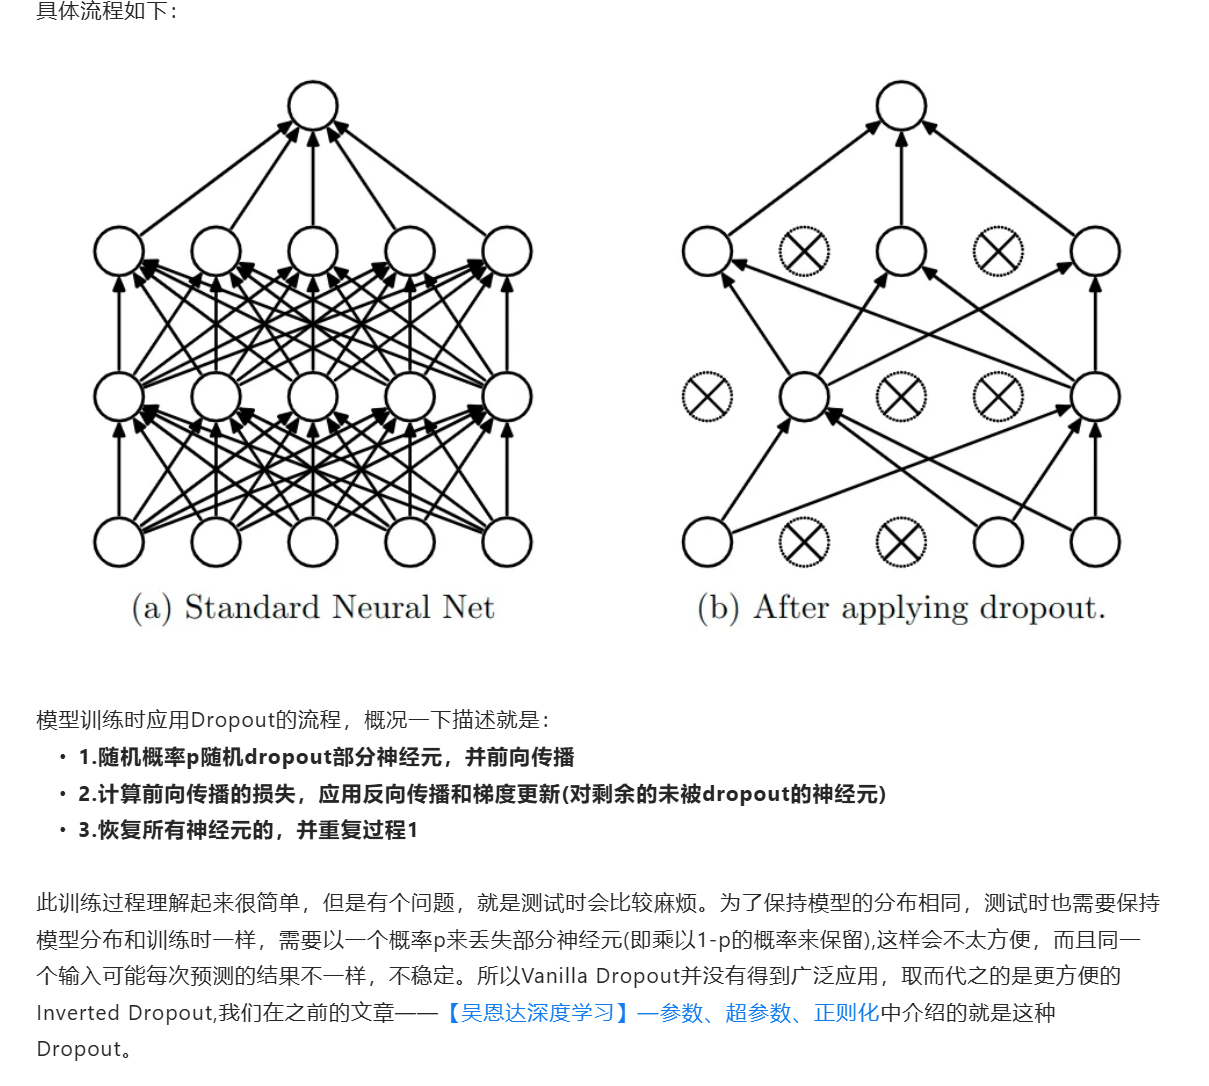 具体流程如下：
(a) Standard Neural Net
(b) After applying dropout.
模型训练时应用Dropout的流程，概况一下描述就是：
• 1.随机概率p随机dropout部分神经元，并前向传播
• 2.计算前向传播的损失，应用反向传播和梯度更新(对剩余的未被dropout的神经元)
• 3.恢复所有神经元的，并重复过程1
此训练过程理解起来很简单，但是有个问题，就是测试时会比较麻烦。为了保持模型的分布相同，测试时也需要保持
模型分布和训练时一样，需要以一个概率p来丢失部分神经元(即乘以1-p的概率来保留),这样会不太方便，而且同一
个输入可能每次预测的结果不一样，不稳定。所以Vanilla Dropout并没有得到广泛应用，取而代之的是更方便的
Inverted Dropout,我们在之前的文章——【吴恩达深度学习】—参数、超参数、正则化中介绍的就是这种
Dropout。